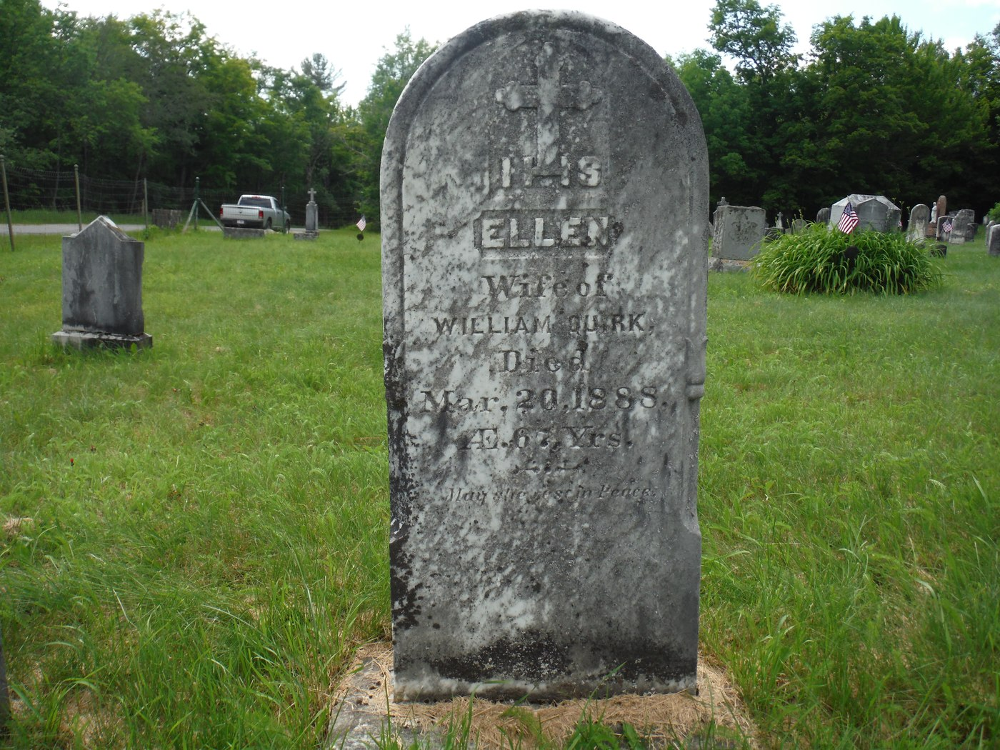 IHS
ELLEN
Wife of
WILLIAM QUIRK,
Died
Mar. 20, 1888.
Æ. 67 Yrs.
May she rest in Peace.